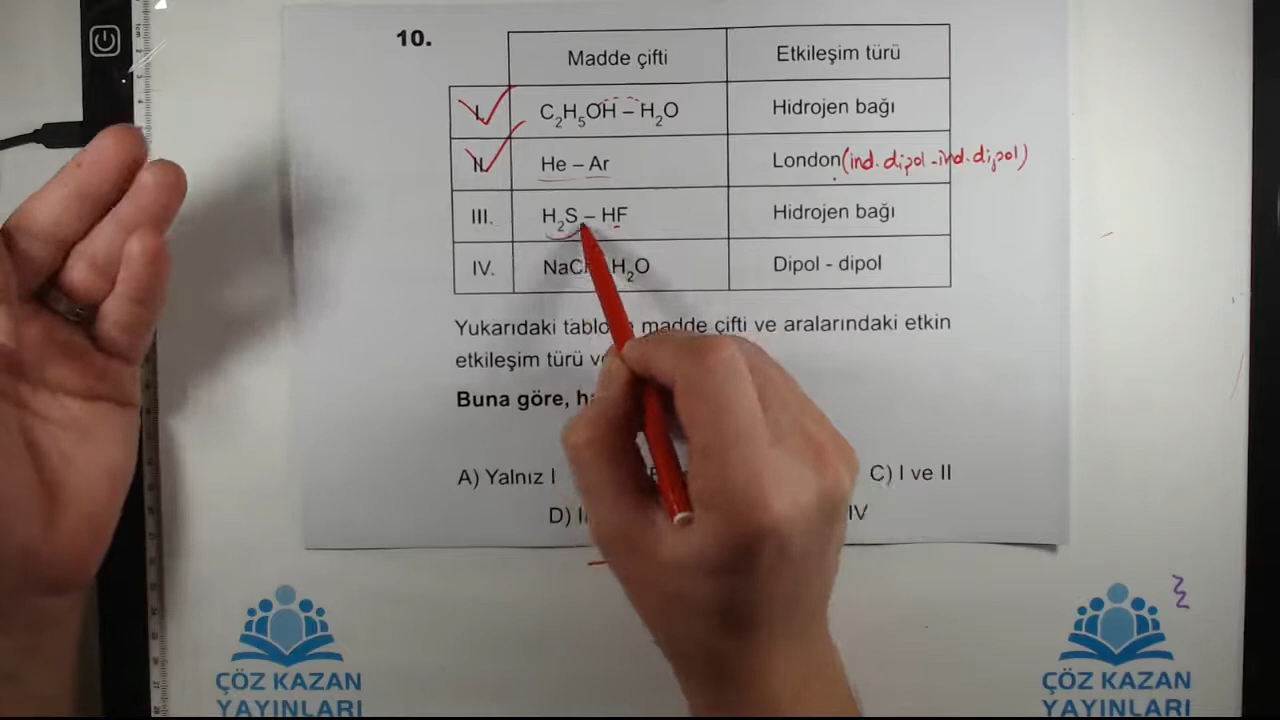 10.
Madde çifti Etkileşim türü
I. C2H5OH – H2O Hidrojen bağı
II. He – Ar London (ind. dipol - ind. dipol)
III. H2S – HF Hidrojen bağı
IV. H2O Dipol - dipol
Yukarıdaki madde çifti ve aralarındaki etkin
etkileşim türü
Buna göre,
A) Yalnız I C) I ve II
D) IV
ÇÖZ KAZAN ÇÖZ KAZAN
YAYINLARI YAYINLARI